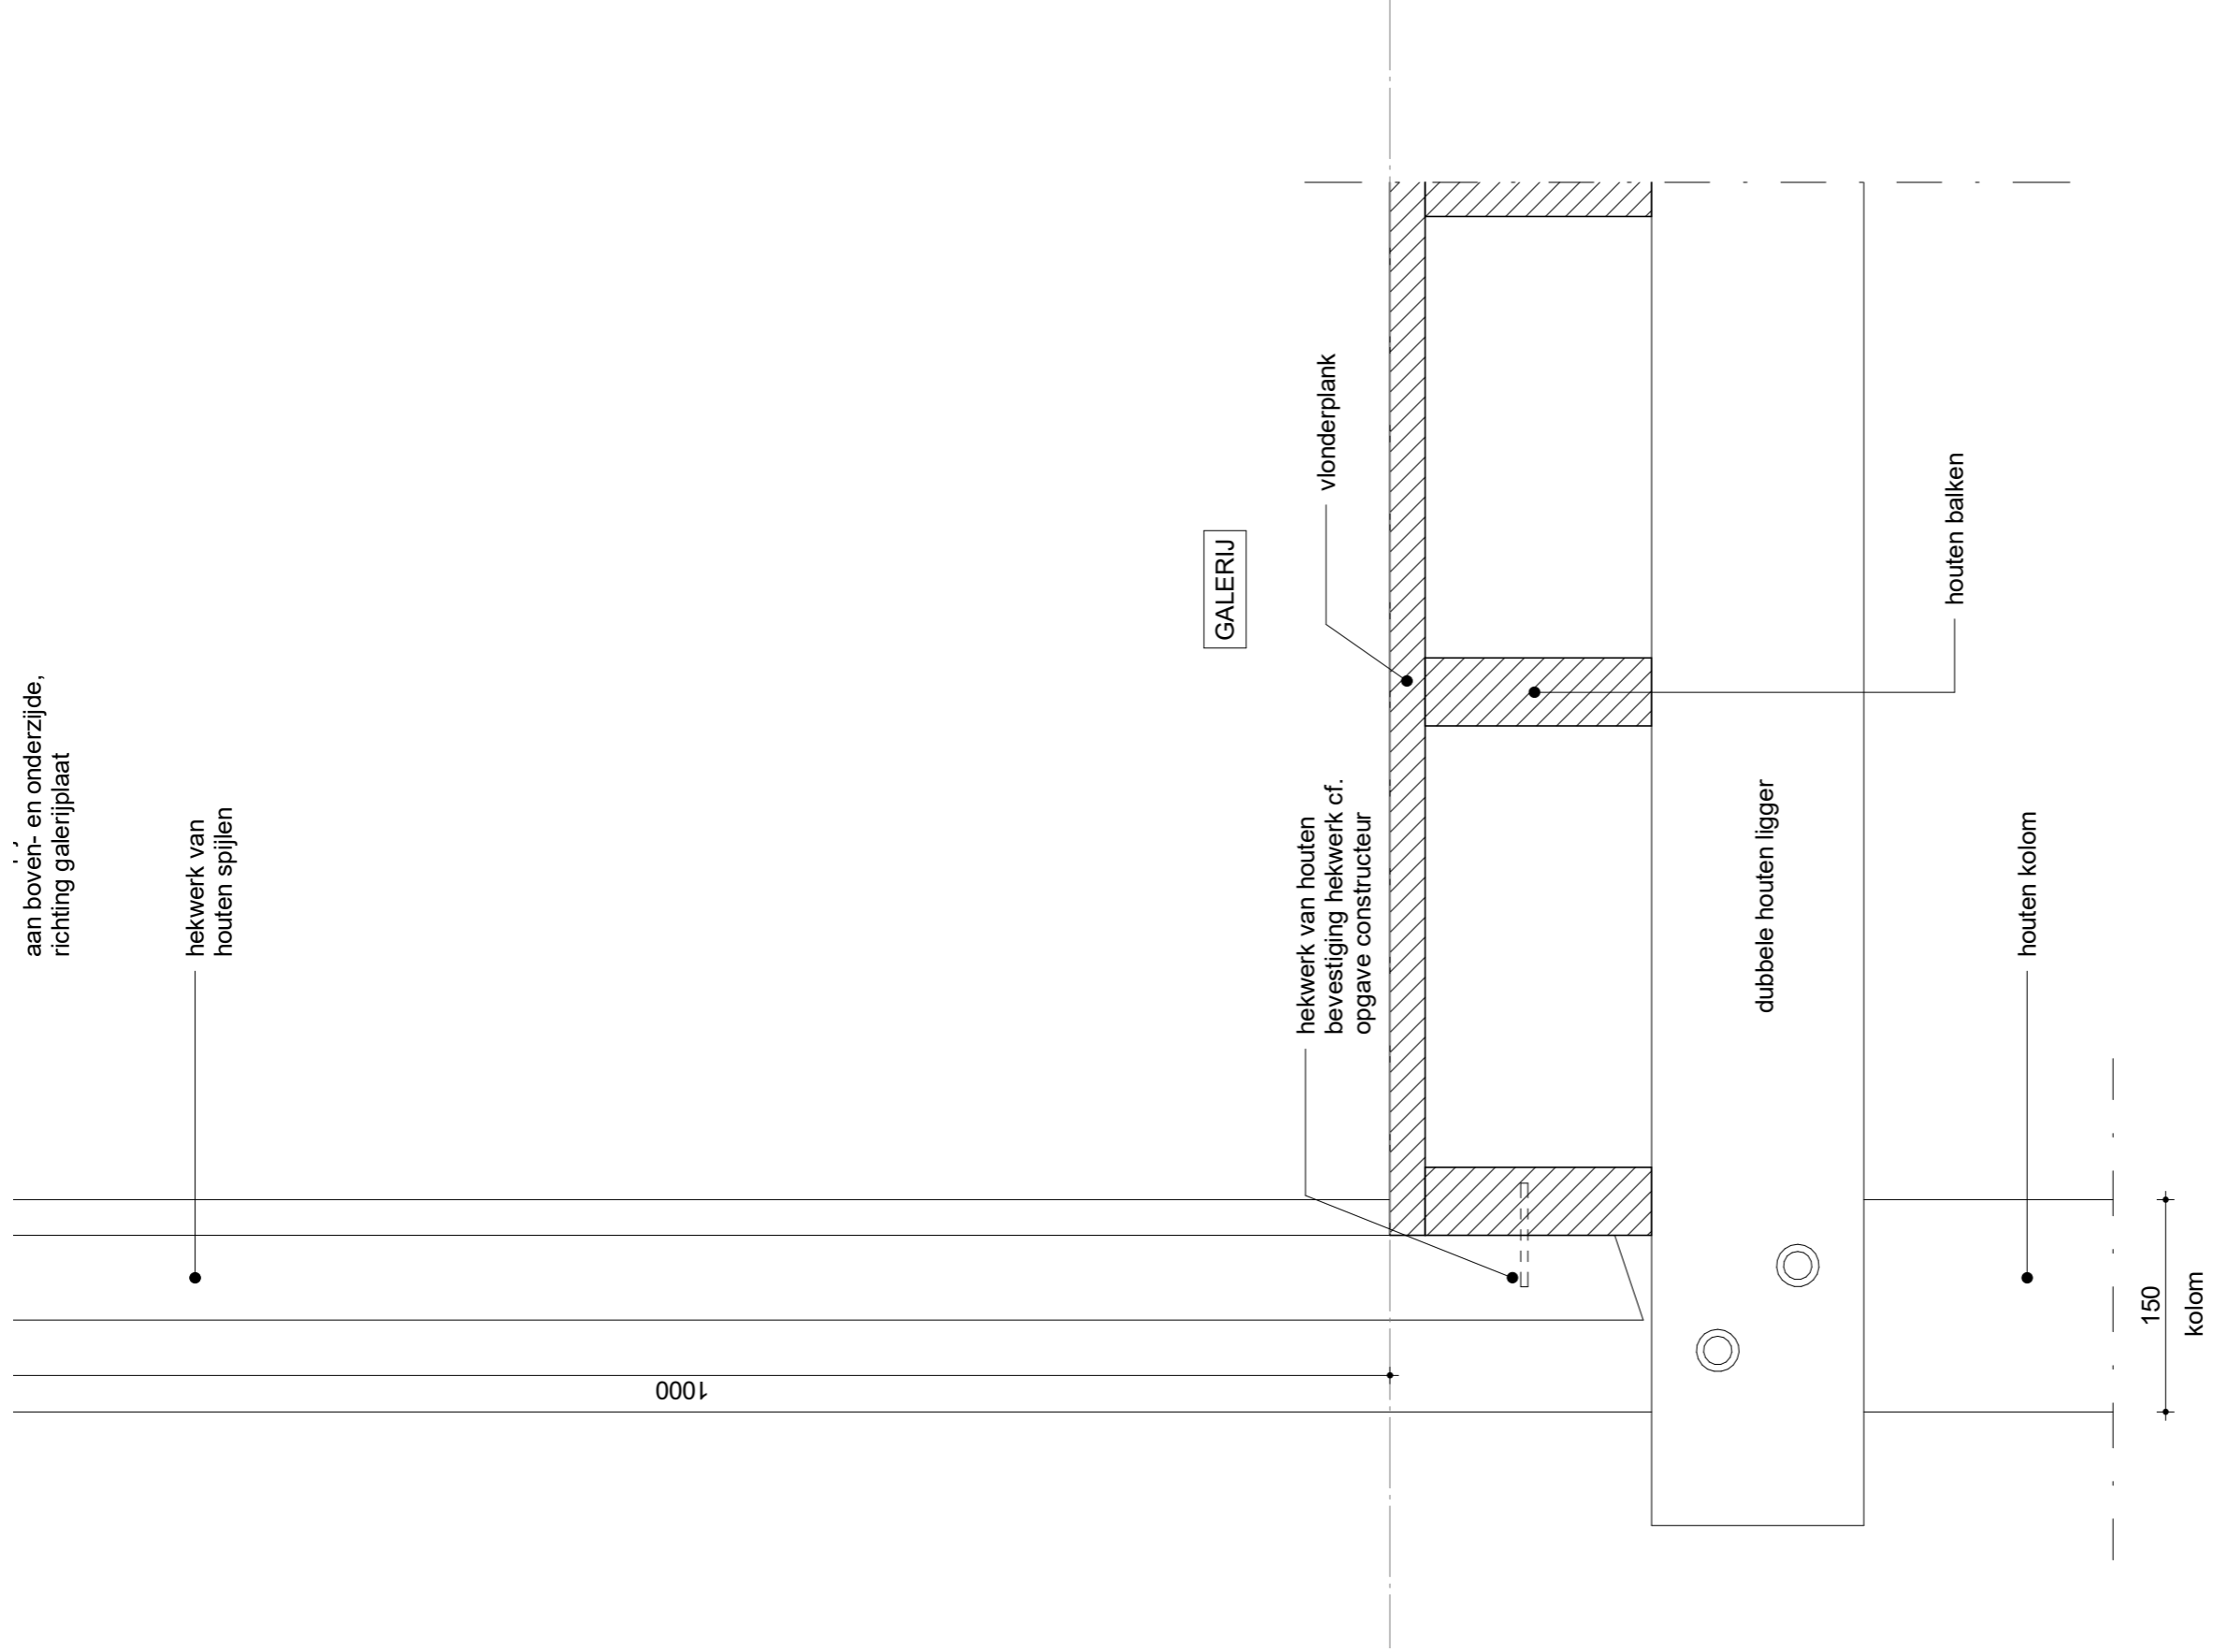 aan boven- en onderzijde,
richting galerijplaat
hekwerk van
houten spijlen
1000
GALERIJ
vlonderplank
hekwerk van houten
bevestiging hekwerk cf.
opgave constructeur
dubbele houten ligger
houten balken
houten kolom
150
kolom